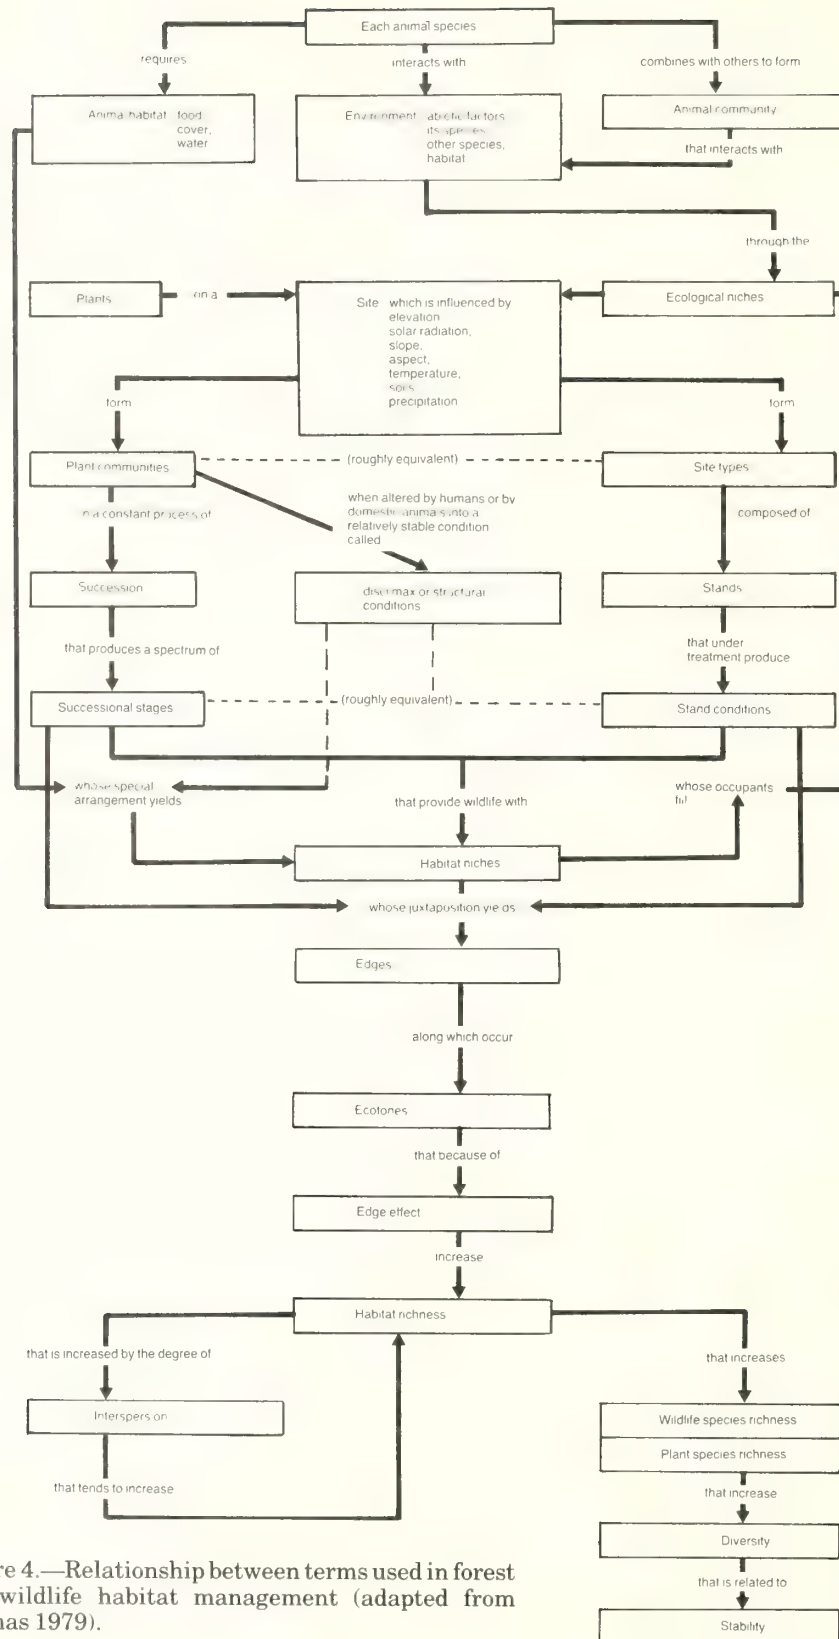 Each animal species
requires
interacts with
combines with others to form
Animal habitat food
cover,
water
Environment abiotic factors
its species
other species,
habitat
Animal community
that interacts with
through the
Plants
on a
Site which is influenced by
elevation
solar radiation,
slope,
aspect,
temperature,
soils
precipitation
Ecological niches
form
form
Plant communities
(roughly equivalent)
Site types
in a constant process of
when altered by humans or by
domestic animals into a
relatively stable condition
called
composed of
Succession
disclimax or structural
conditions
Stands
that produces a spectrum of
that under
treatment produce
Successional stages
(roughly equivalent)
Stand conditions
whose special
arrangement yields
that provide wildlife with
whose occupants
fill
Habitat niches
whose juxtaposition yields
Edges
along which occur
Ecotones
that because of
Edge effect
increase
Habitat richness
that is increased by the degree of
that increases
Interspersion
Wildlife species richness
Plant species richness
that tends to increase
that increase
Diversity
that is related to
Stability
re 4.—Relationship between terms used in forest
wildlife habitat management (adapted from
nas 1979).